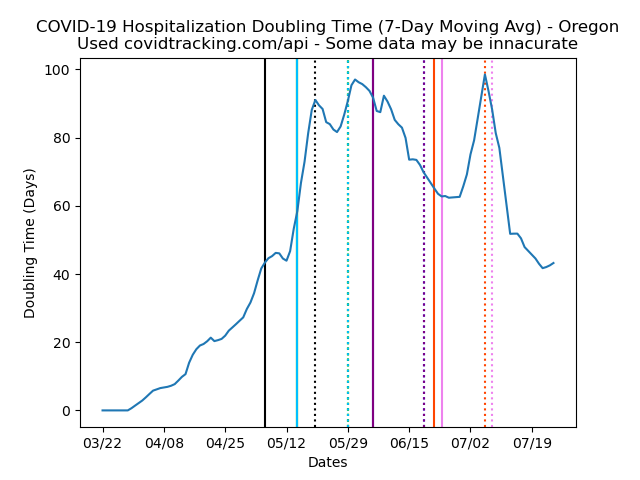 COVID-19 Hospitalization Doubling Time (7-Day Moving Avg) - Oregon
Used covidtracking.com/api - Some data may be innacurate
100
80
60
40
20
0
Doubling Time (Days)
03/22 04/08 04/25 05/12 05/29 06/15 07/02 07/19
Dates